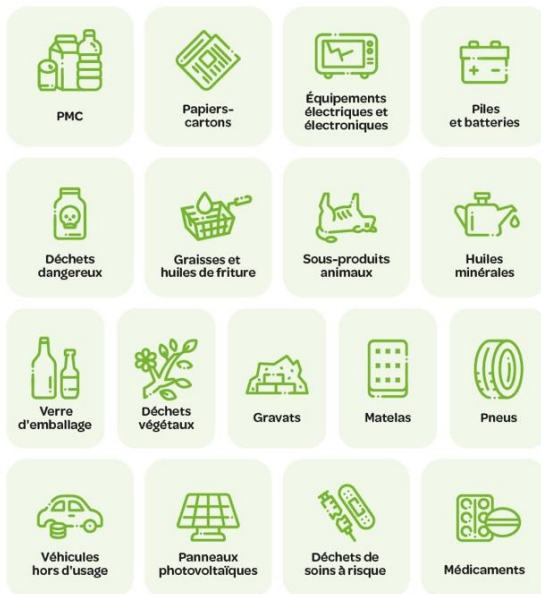 PMC
Papiers-
cartons
Équipements
électriques et
électroniques
Piles
et batteries
Déchets
dangereux
Graisses et
huiles de friture
Sous-produits
animaux
Huiles
minérales
Verre
d'emballage
Déchets
végétaux
Gravats
Matelas
Pneus
Véhicules
hors d'usage
Panneaux
photovoltaïques
Déchets de
soins à risque
Médicaments